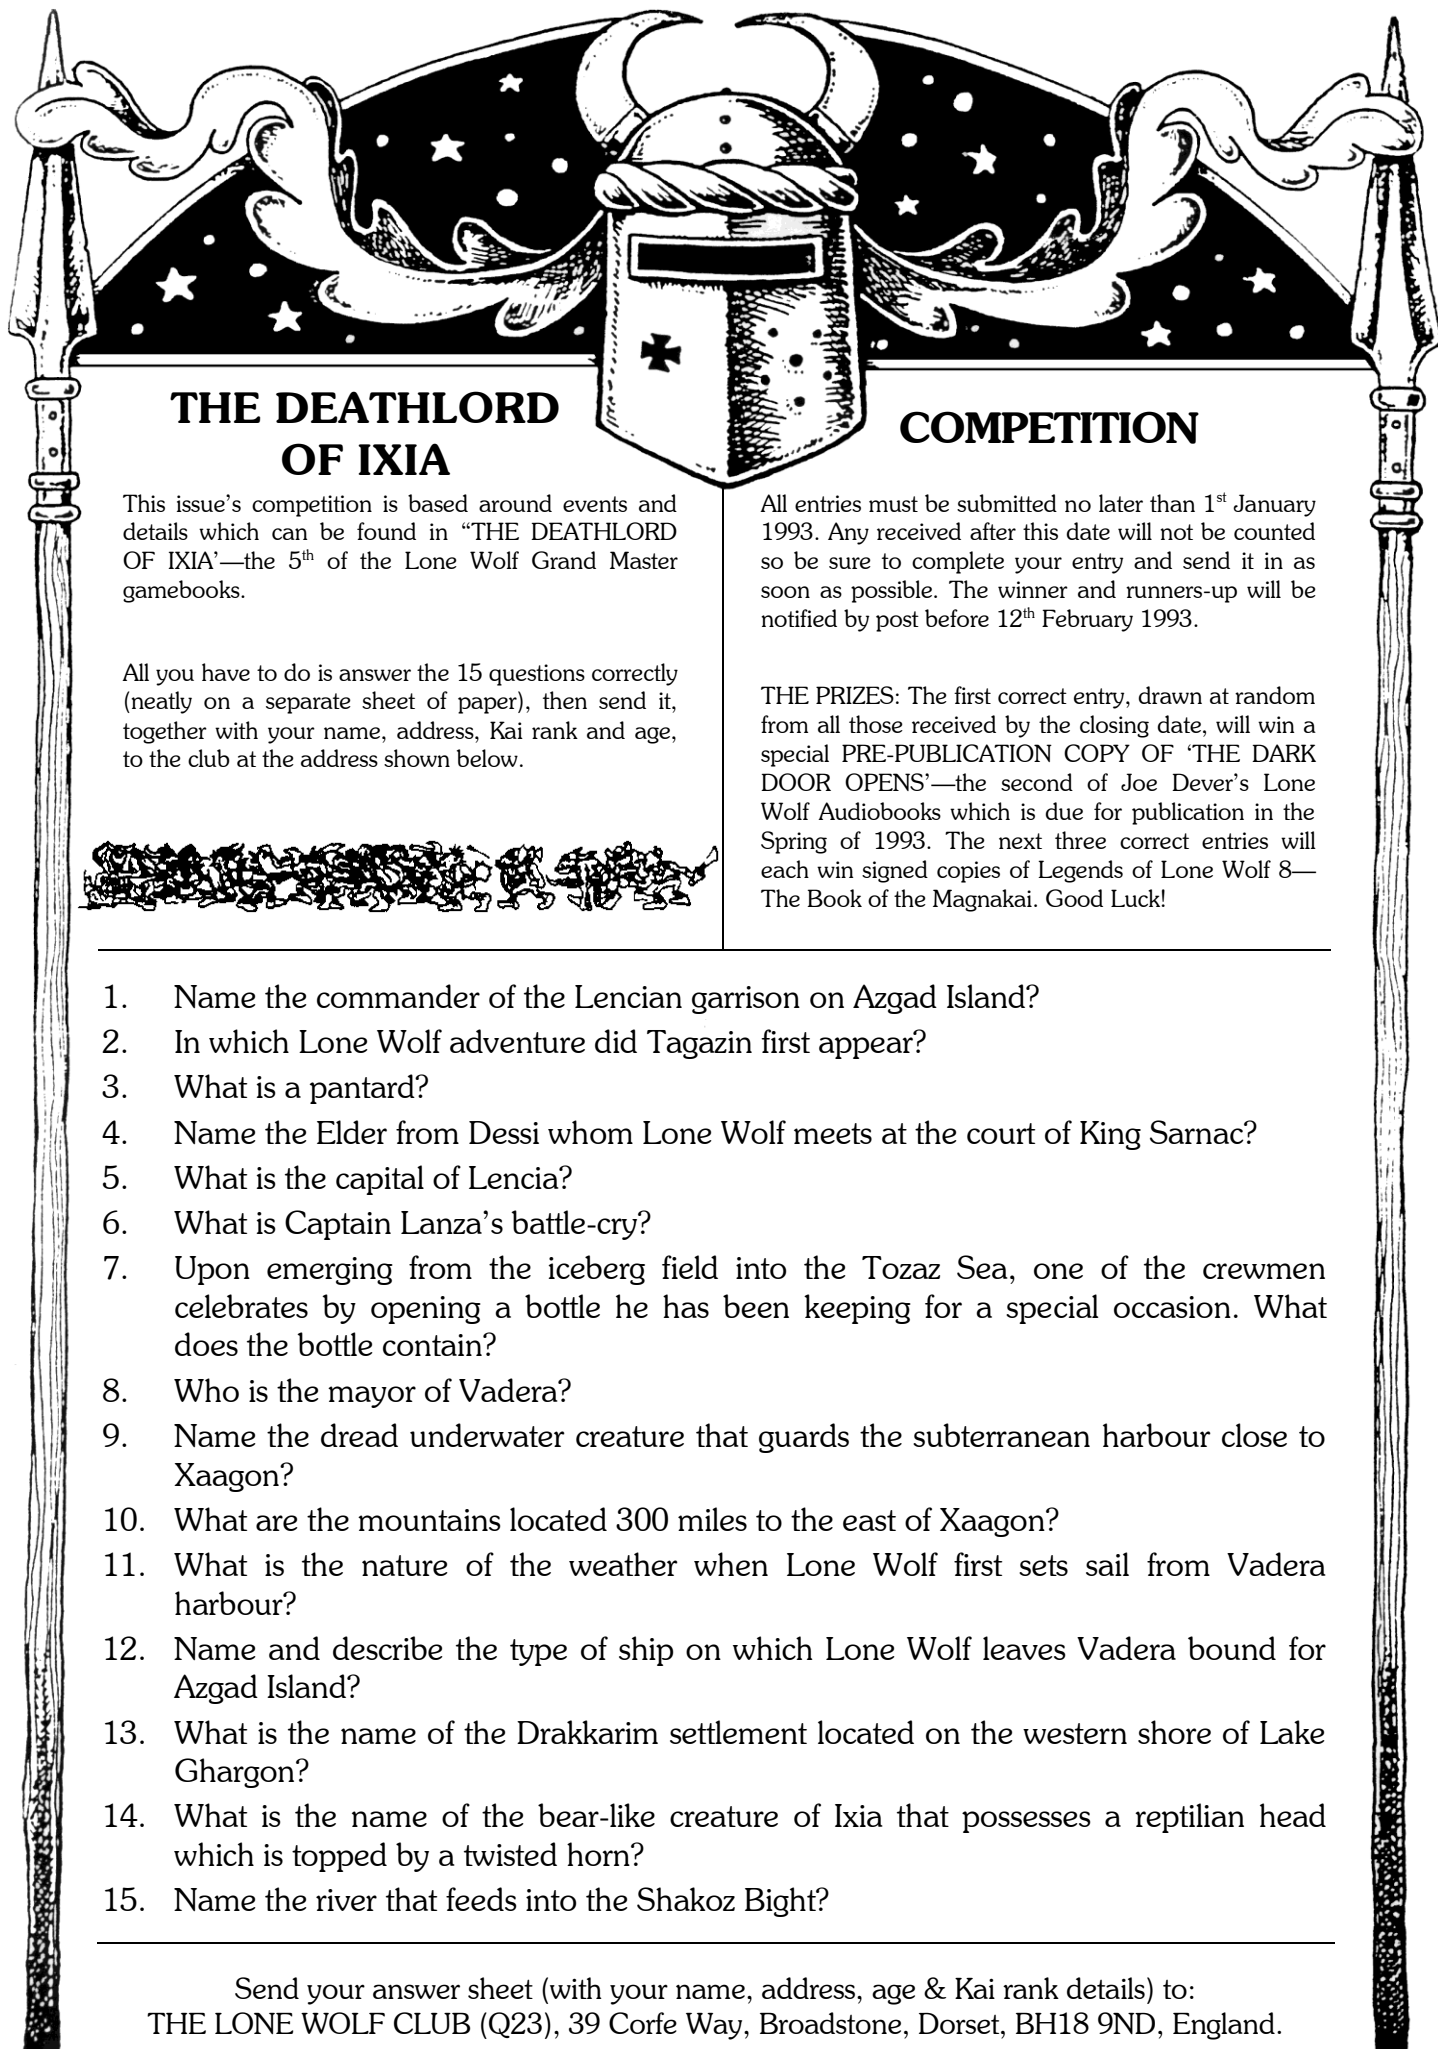 THE DEATHLORD
OF IXIA
This issue's competition is based around events and
details which can be found in “THE DEATHLORD
OF IXIA’—the 5th of the Lone Wolf Grand Master
gamebooks.
All you have to do is answer the 15 questions correctly
(neatly on a separate sheet of paper), then send it,
together with your name, address, Kai rank and age,
to the club at the address shown below.
COMPETITION
All entries must be submitted no later than 1st January
1993. Any received after this date will not be counted
so be sure to complete your entry and send it in as
soon as possible. The winner and runners-up will be
notified by post before 12th February 1993.
THE PRIZES: The first correct entry, drawn at random
from all those received by the closing date, will win a
special PRE-PUBLICATION COPY OF ‘THE DARK
DOOR OPENS’—the second of Joe Dever’s Lone
Wolf Audiobooks which is due for publication in the
Spring of 1993. The next three correct entries will
each win signed copies of Legends of Lone Wolf 8—
The Book of the Magnakai. Good Luck!
1. Name the commander of the Lencian garrison on Azgad Island?
2. In which Lone Wolf adventure did Tagazin first appear?
3. What is a pantard?
4. Name the Elder from Dessi whom Lone Wolf meets at the court of King Sarnac?
5. What is the capital of Lencia?
6. What is Captain Lanza’s battle-cry?
7. Upon emerging from the iceberg field into the Tozaz Sea, one of the crewmen
celebrates by opening a bottle he has been keeping for a special occasion. What
does the bottle contain?
8. Who is the mayor of Vadera?
9. Name the dread underwater creature that guards the subterranean harbour close to
Xaagon?
10. What are the mountains located 300 miles to the east of Xaagon?
11. What is the nature of the weather when Lone Wolf first sets sail from Vadera
harbour?
12. Name and describe the type of ship on which Lone Wolf leaves Vadera bound for
Azgad Island?
13. What is the name of the Drakkarim settlement located on the western shore of Lake
Ghargon?
14. What is the name of the bear-like creature of Ixia that possesses a reptilian head
which is topped by a twisted horn?
15. Name the river that feeds into the Shakoz Bight?
Send your answer sheet (with your name, address, age & Kai rank details) to:
THE LONE WOLF CLUB (Q23), 39 Corfe Way, Broadstone, Dorset, BH18 9ND, England.